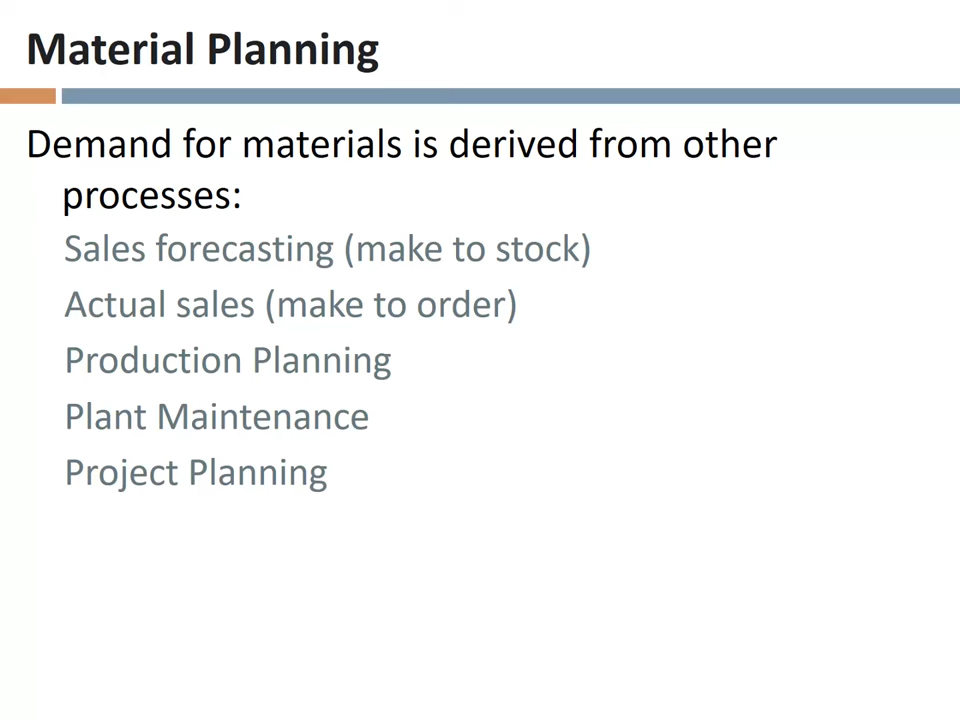 Material Planning
Demand for materials is derived from other
processes:
Sales forecasting (make to stock)
Actual sales (make to order)
Production Planning
Plant Maintenance
Project Planning